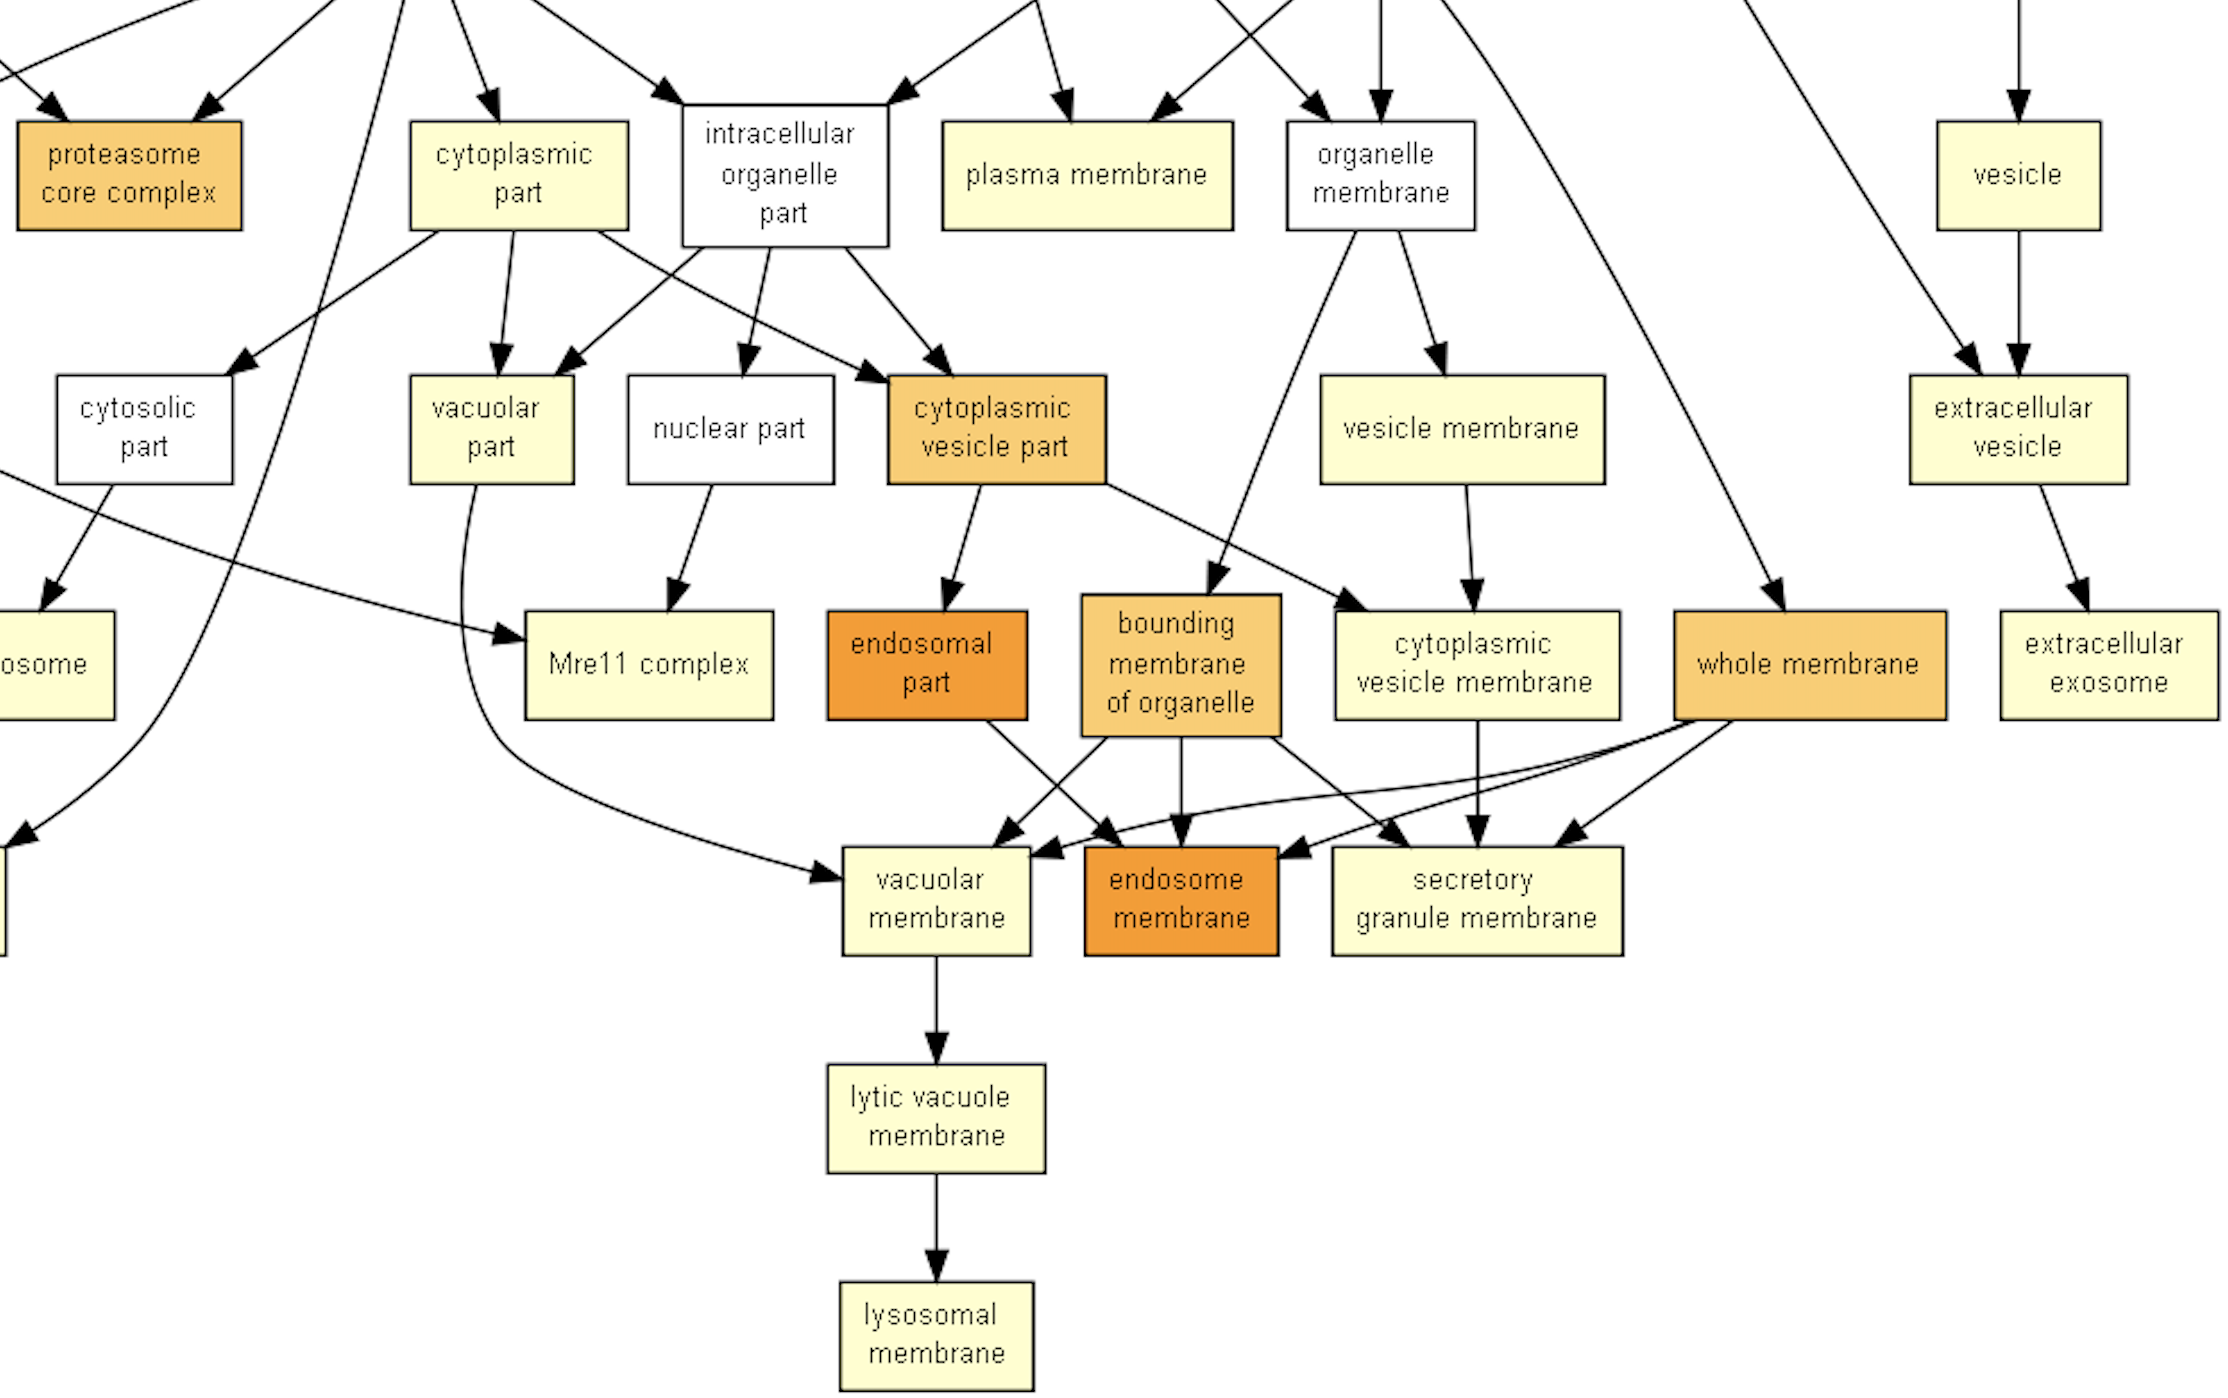 proteasome
core complex
cytoplasmic
part
intracellular
organelle
part
plasma membrane
organelle
membrane
vesicle
cytosolic
part
vacuolar
part
nuclear part
cytoplasmic
vesicle part
vesicle membrane
extracellular
vesicle
osome
Mre11 complex
endosomal
part
bounding
membrane
of organelle
cytoplasmic
vesicle membrane
whole membrane
extracellular
exosome
vacuolar
membrane
endosome
membrane
secretory
granule membrane
lytic vacuole
membrane
lysosomal
membrane